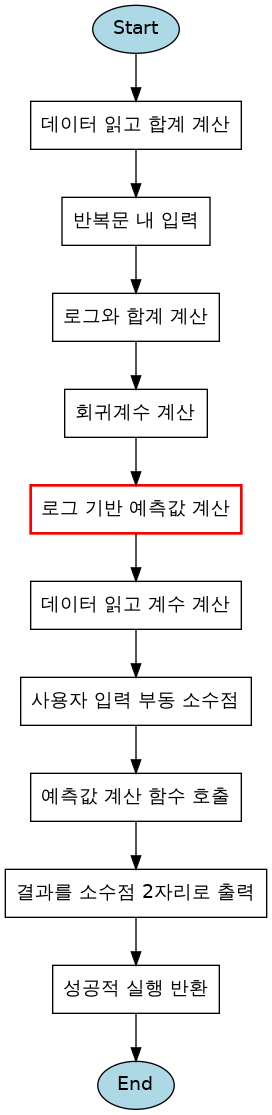 Start
데이터 읽고 합계 계산
반복문 내 입력
로그와 합계 계산
회귀계수 계산
로그 기반 예측값 계산
데이터 읽고 계수 계산
사용자 입력 부동 소수점
예측값 계산 함수 호출
결과를 소수점 2자리로 출력
성공적 실행 반환
End